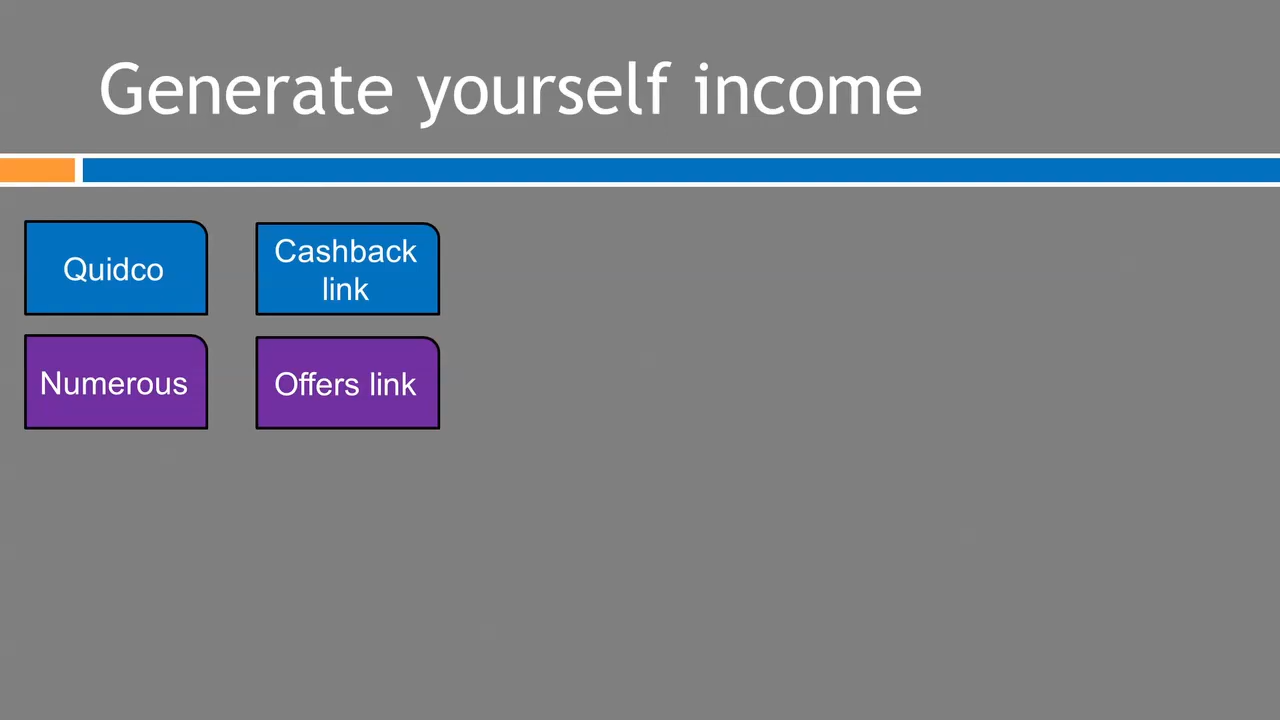 Generate yourself income
Quidco
Cashback
link
Numerous
Offers link